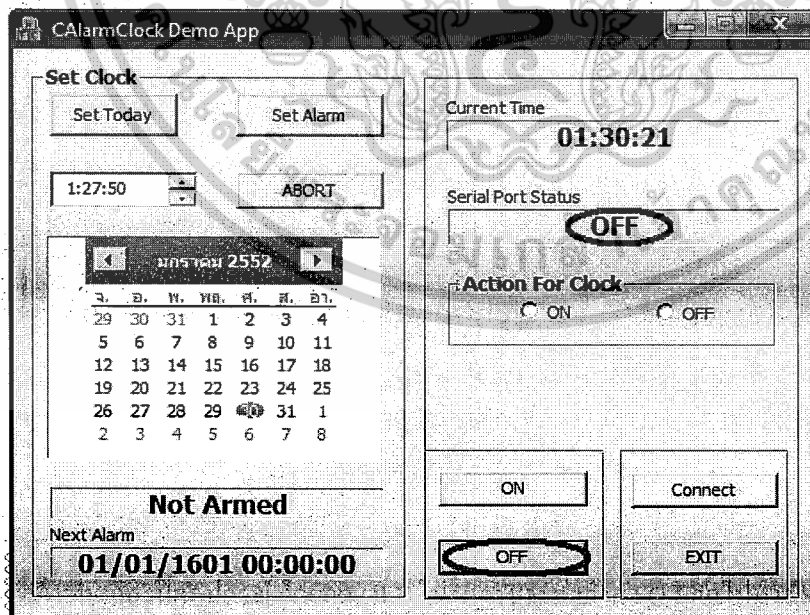 CAlarmClock Demo App
Set Clock
Set Today
Set Alarm
1:27:50
ABORT
มกราคม 2552
จ. อ. พ. พฤ. ศ. ส. อา.
29 30 31 1 2 3 4
5 6 7 8 9 10 11
12 13 14 15 16 17 18
19 20 21 22 23 24 25
26 27 28 29 31 1
2 3 4 5 6 7 8
Not Armed
Next Alarm
01/01/1601 00:00:00
Current Time
01:30:21
Serial Port Status
OFF
Action For Clock
ON
OFF
ON
Connect
OFF
EXIT